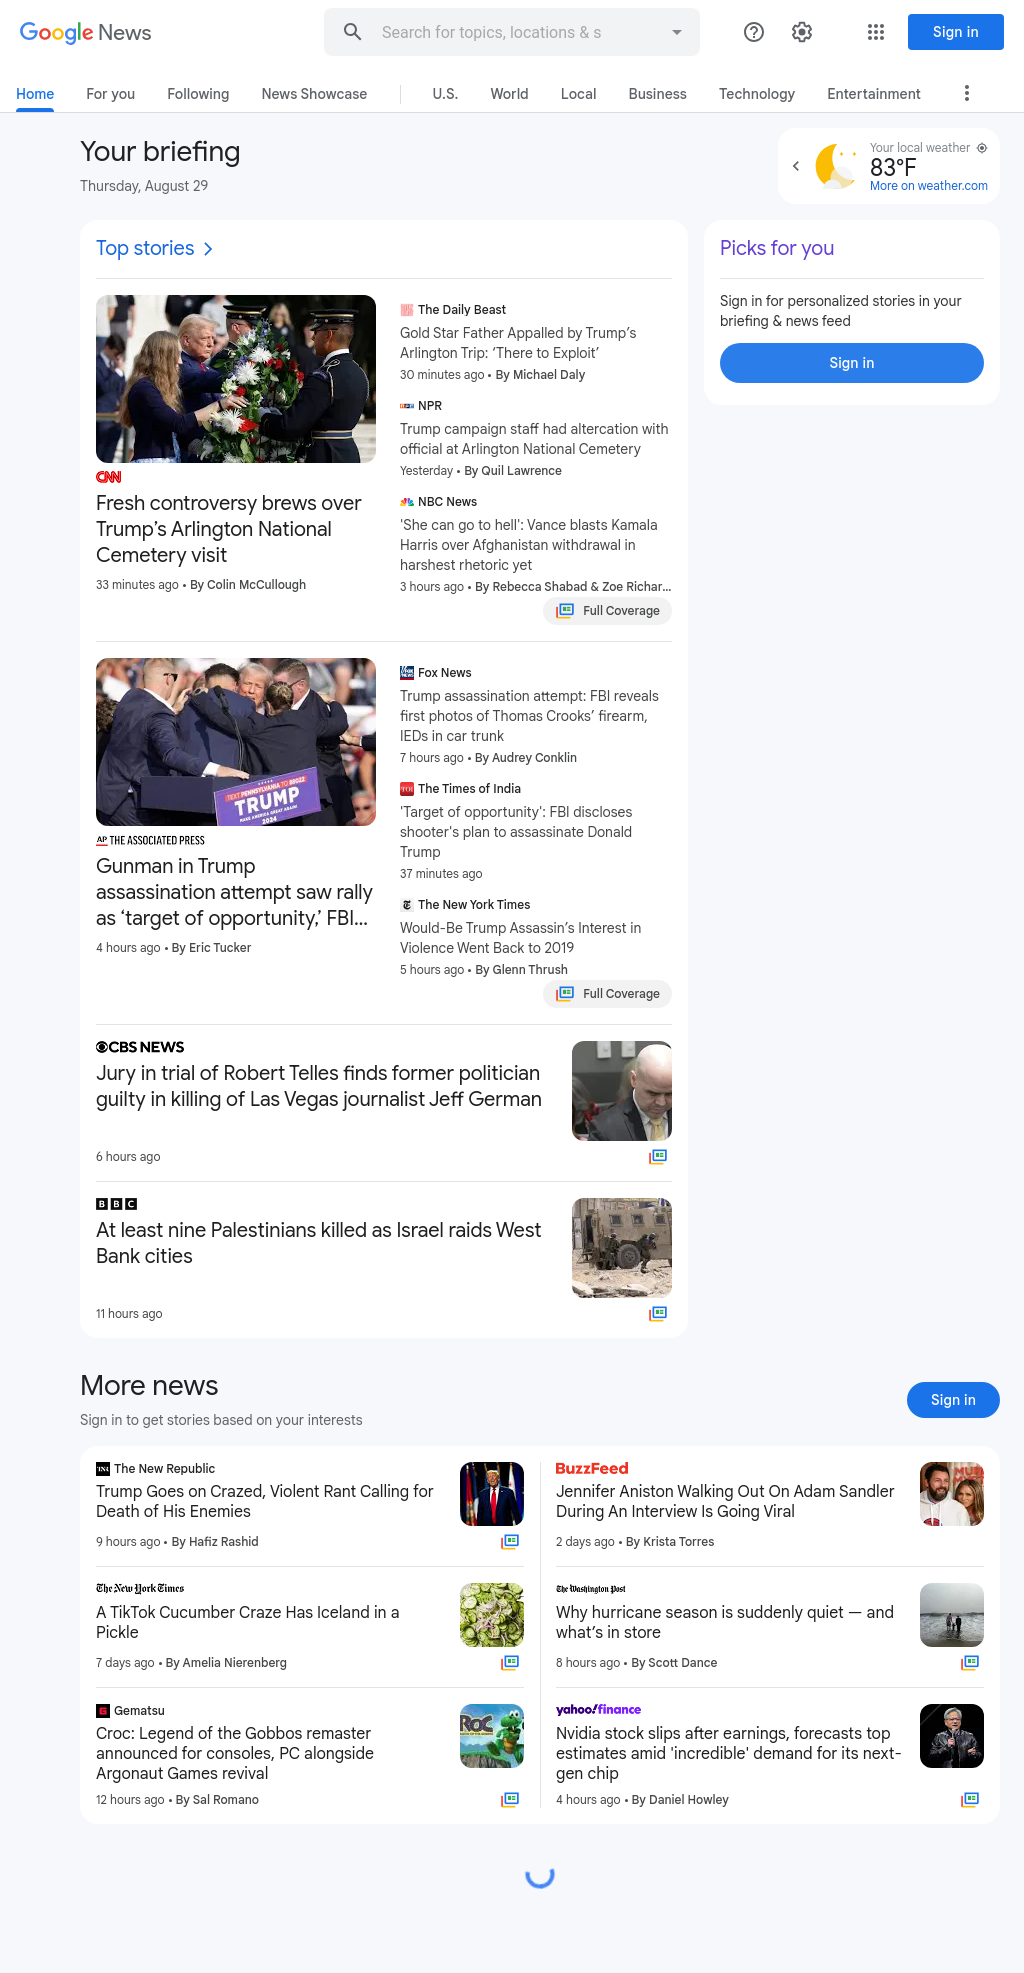 Google News
Search for topics, locations & s
Sign in
Home
For you
Following
News Showcase
U.S.
World
Local
Business
Technology
Entertainment
Your briefing
Thursday, August 29
Your local weather
83°F
More on weather.com
Top stories
Picks for you
Sign in for personalized stories in your
briefing & news feed
Sign in
CNN
Fresh controversy brews over
Trump’s Arlington National
Cemetery visit
33 minutes ago • By Colin McCullough
The Daily Beast
Gold Star Father Appalled by Trump’s
Arlington Trip: ‘There to Exploit’
30 minutes ago • By Michael Daly
NPR
Trump campaign staff had altercation with
official at Arlington National Cemetery
Yesterday • By Quil Lawrence
NBC News
'She can go to hell': Vance blasts Kamala
Harris over Afghanistan withdrawal in
harshest rhetoric yet
3 hours ago • By Rebecca Shabad & Zoe Richar...
Full Coverage
TEXT PENNSYLVANIA TO 88022
TRUMP
MAKE AMERICA GREAT AGAIN!
2024
AP THE ASSOCIATED PRESS
Gunman in Trump
assassination attempt saw rally
as ‘target of opportunity,’ FBI...
4 hours ago • By Eric Tucker
Fox News
Trump assassination attempt: FBI reveals
first photos of Thomas Crooks’ firearm,
IEDs in car trunk
7 hours ago • By Audrey Conklin
TOI The Times of India
'Target of opportunity': FBI discloses
shooter's plan to assassinate Donald
Trump
37 minutes ago
The New York Times
Would-Be Trump Assassin’s Interest in
Violence Went Back to 2019
5 hours ago • By Glenn Thrush
Full Coverage
CBS NEWS
Jury in trial of Robert Telles finds former politician
guilty in killing of Las Vegas journalist Jeff German
6 hours ago
BBC
At least nine Palestinians killed as Israel raids West
Bank cities
11 hours ago
More news
Sign in to get stories based on your interests
Sign in
TNR The New Republic
Trump Goes on Crazed, Violent Rant Calling for
Death of His Enemies
9 hours ago • By Hafiz Rashid
BuzzFeed
Jennifer Aniston Walking Out On Adam Sandler
During An Interview Is Going Viral
2 days ago • By Krista Torres
The New York Times
A TikTok Cucumber Craze Has Iceland in a
Pickle
7 days ago • By Amelia Nierenberg
The Washington Post
Why hurricane season is suddenly quiet — and
what’s in store
8 hours ago • By Scott Dance
Gematsu
Croc: Legend of the Gobbos remaster
announced for consoles, PC alongside
Argonaut Games revival
12 hours ago • By Sal Romano
ROC
yahoo!finance
Nvidia stock slips after earnings, forecasts top
estimates amid 'incredible' demand for its next-
gen chip
4 hours ago • By Daniel Howley